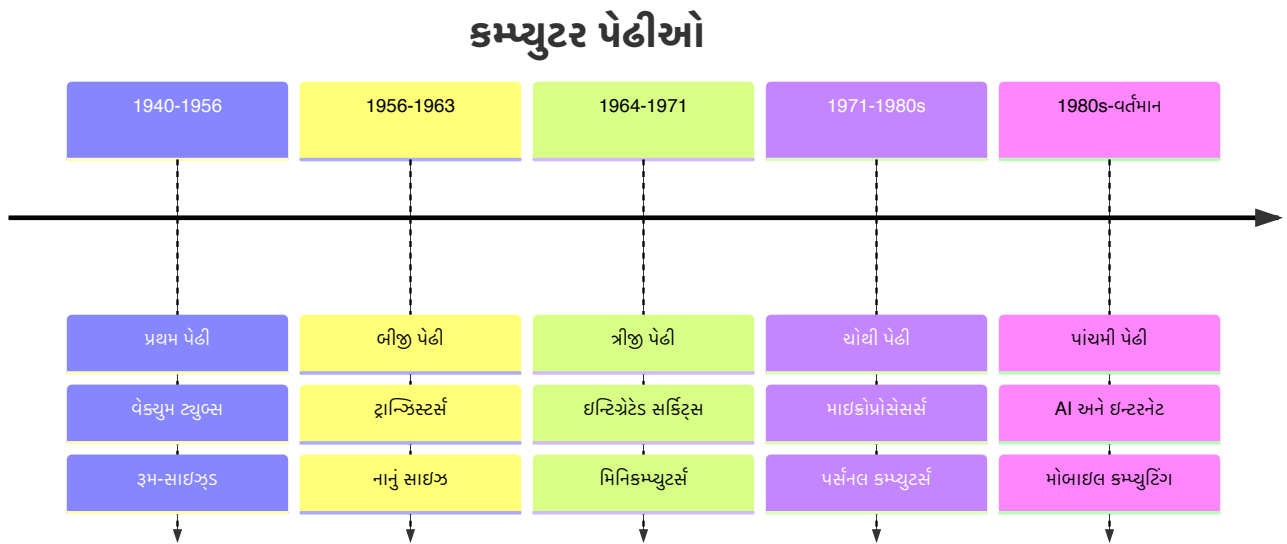 કમ્પ્યુટર પેઢીઓ
1940-1956
1956-1963
1964-1971
1971-1980s
1980s-વર્તમાન
પ્રથમ પેઢી
બીજી પેઢી
ત્રીજી પેઢી
ચોથી પેઢી
પાંચમી પેઢી
વેક્યુમ ટ્યુબ્સ
ટ્રાન્ઝિસ્ટર્સ
ઇન્ટિગ્રેટેડ સર્કિટ્સ
માઇક્રોપ્રોસેસર્સ
AI અને ઇન્ટરનેટ
રૂમ-સાઇઝ્ડ
નાનું સાઇઝ
મિનિકમ્પ્યુટર્સ
પર્સનલ કમ્પ્યુટર્સ
મોબાઇલ કમ્પ્યુટિંગ